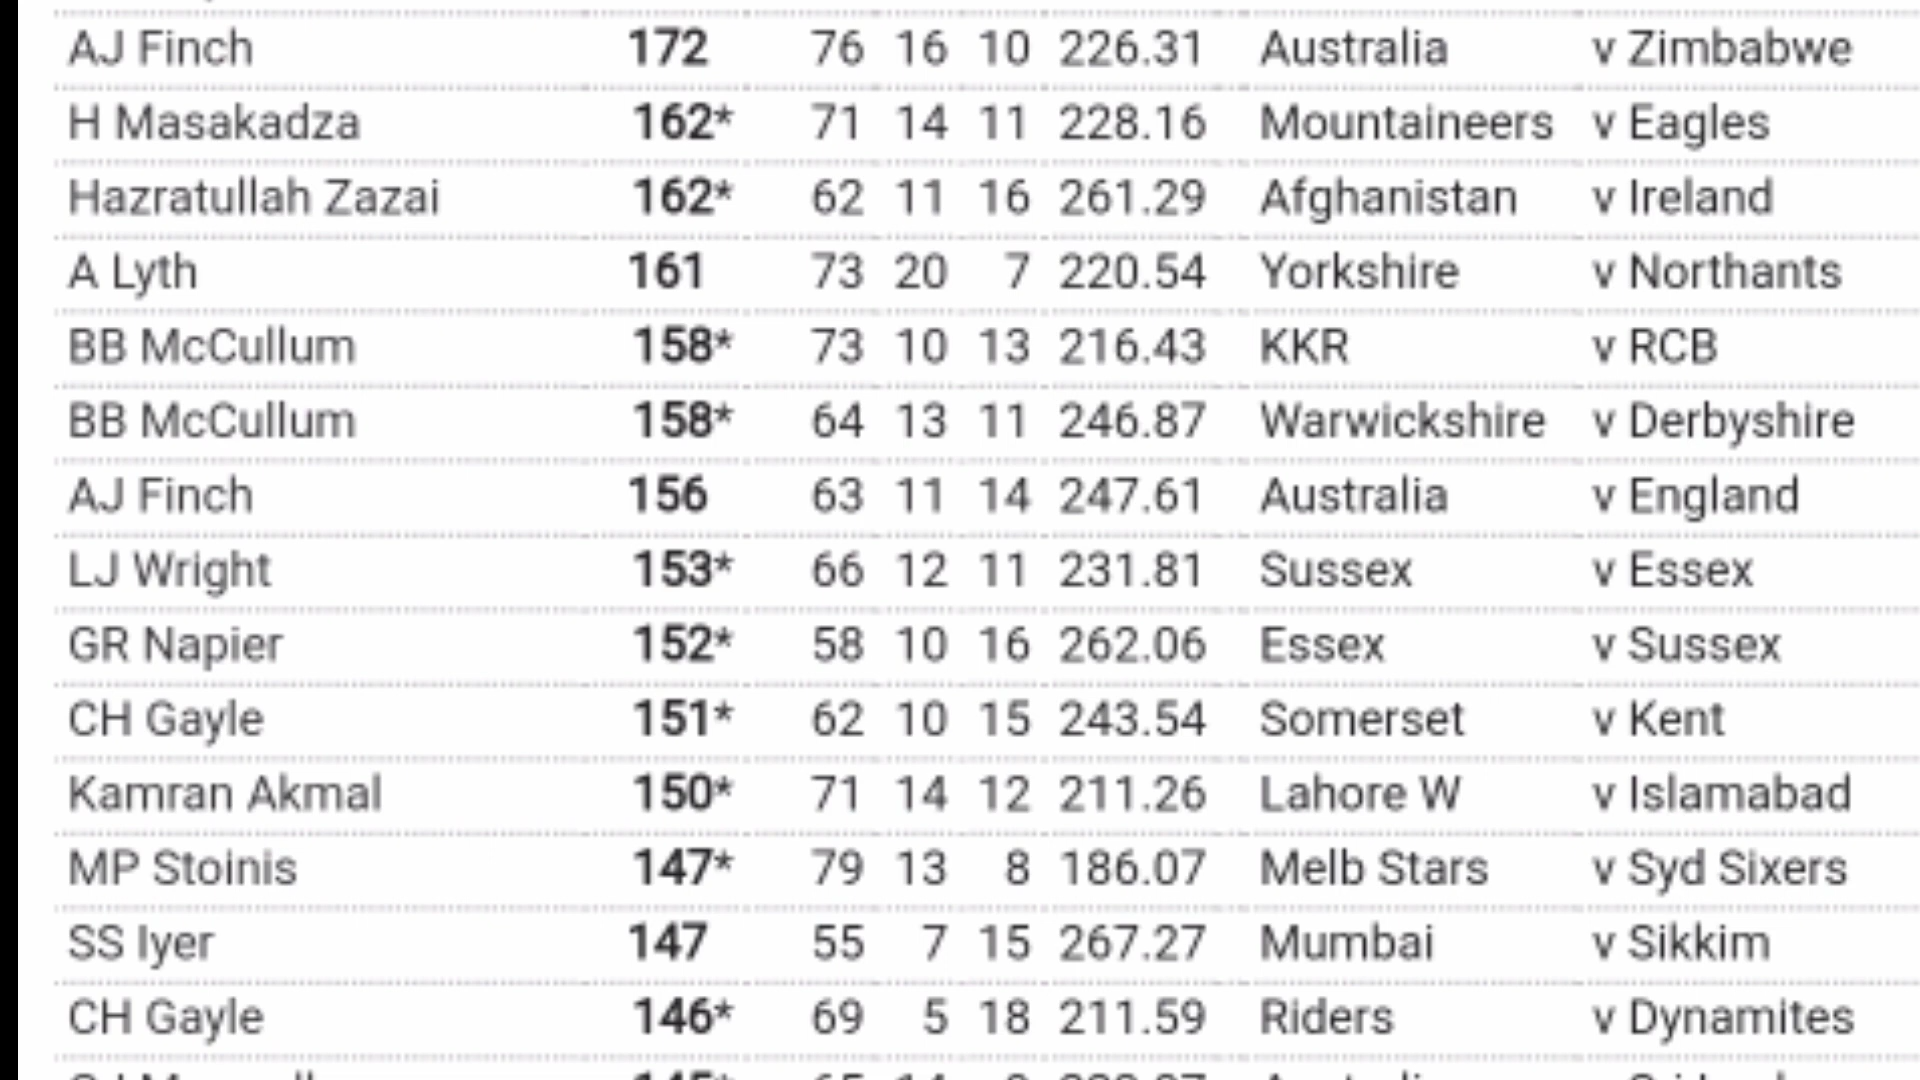 AJ Finch 172 76 16 10 226.31 Australia v Zimbabwe
H Masakadza 162* 71 14 11 228.16 Mountaineers v Eagles
Hazratullah Zazai 162* 62 11 16 261.29 Afghanistan v Ireland
A Lyth 161 73 20 7 220.54 Yorkshire v Northants
BB McCullum 158* 73 10 13 216.43 KKR v RCB
BB McCullum 158* 64 13 11 246.87 Warwickshire v Derbyshire
AJ Finch 156 63 11 14 247.61 Australia v England
LJ Wright 153* 66 12 11 231.81 Sussex v Essex
GR Napier 152* 58 10 16 262.06 Essex v Sussex
CH Gayle 151* 62 10 15 243.54 Somerset v Kent
Kamran Akmal 150* 71 14 12 211.26 Lahore W v Islamabad
MP Stoinis 147* 79 13 8 186.07 Melb Stars v Syd Sixers
SS Iyer 147 55 7 15 267.27 Mumbai v Sikkim
CH Gayle 146* 69 5 18 211.59 Riders v Dynamites